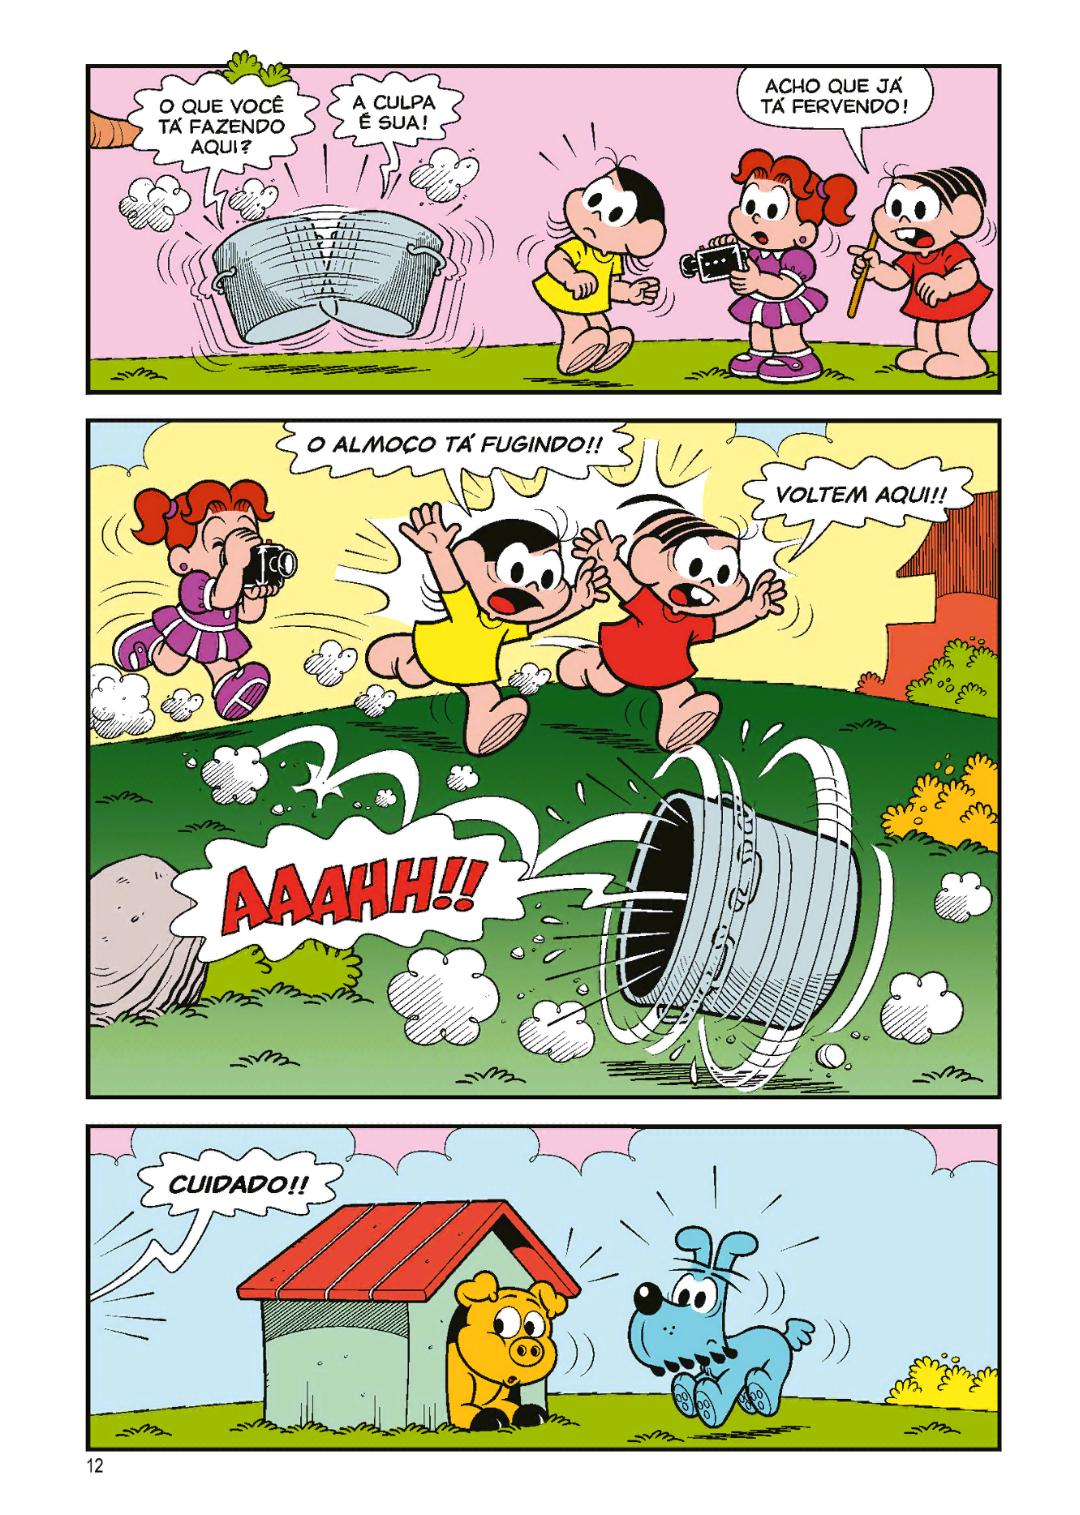 O QUE VOCÊ
TÁ FAZENDO
AQUI?
A CULPA
É SUA!
ACHO QUE JÁ
TÁ FERVENDO!
O ALMOÇO TÁ FUGINDO!!
VOLTEM AQUI!!
AAAHH!!
CUIDADO!!
12